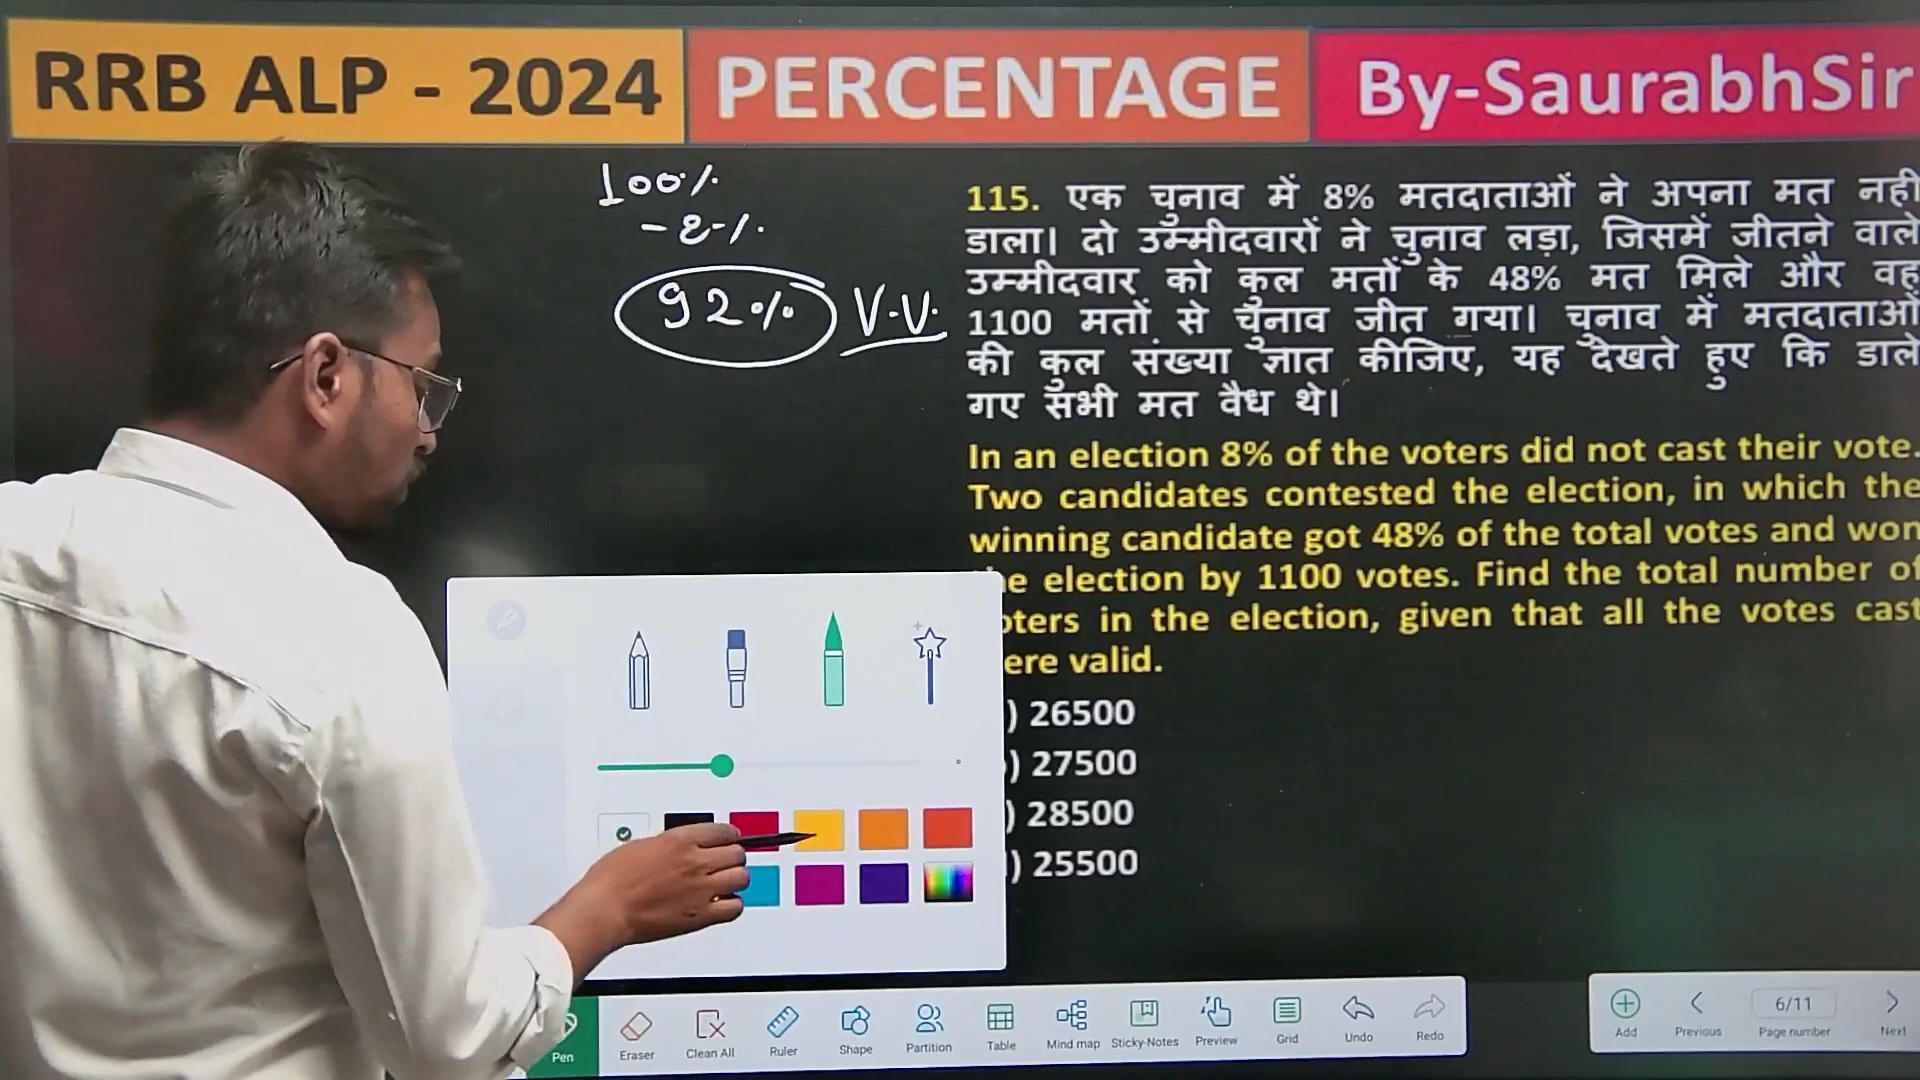 RRB ALP - 2024 PERCENTAGE By-SaurabhSir
100%
-8%
92% V.V.
115. एक चुनाव में 8% मतदाताओं ने अपना मत नही
डाला। दो उम्मीदवारों ने चुनाव लड़ा, जिसमें जीतने वाले
उम्मीदवार को कुल मतों के 48% मत मिले और वह
1100 मतों से चुनाव जीत गया। चुनाव में मतदाताओं
की कुल संख्या ज्ञात कीजिए, यह देखते हुए कि डाले
गए सभी मत वैध थे।
In an election 8% of the voters did not cast their vote.
Two candidates contested the election, in which the
winning candidate got 48% of the total votes and won
he election by 1100 votes. Find the total number of
oters in the election, given that all the votes cast
ere valid.
) 26500
) 27500
) 28500
) 25500
Pen Eraser Clean All Ruler Shape Partition Table Mind map Sticky-Notes Preview Grid Undo Redo
6/11
Add Previous Page number Next